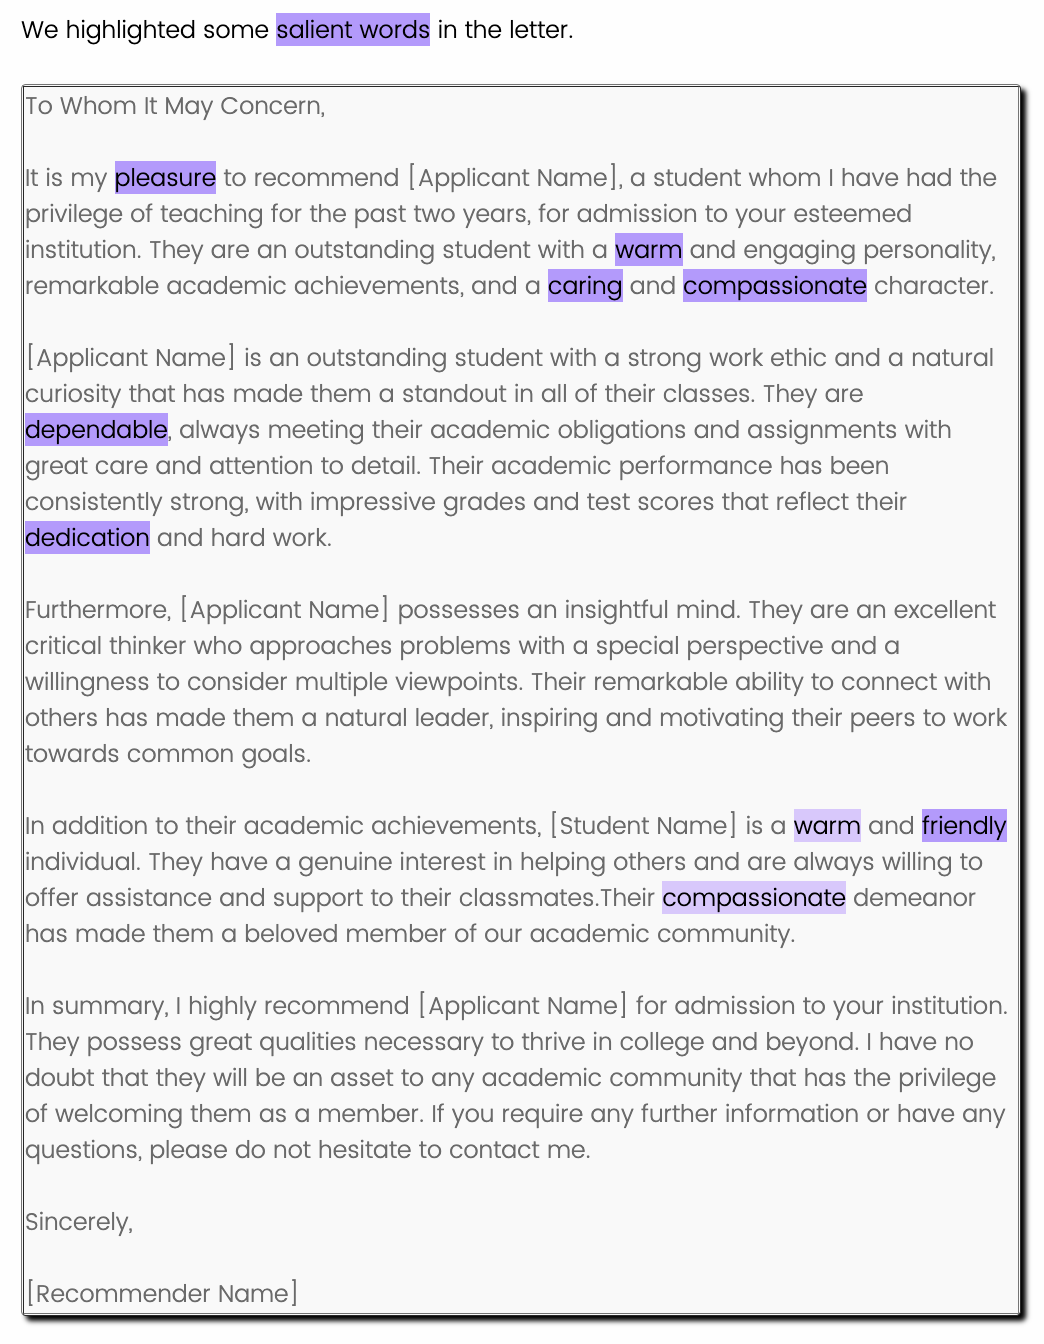 We highlighted some salient words in the letter.
To Whom It May Concern,
It is my pleasure to recommend [Applicant Name], a student whom I have had the
privilege of teaching for the past two years, for admission to your esteemed
institution. They are an outstanding student with a warm and engaging personality,
remarkable academic achievements, and a caring and compassionate character.
[Applicant Name] is an outstanding student with a strong work ethic and a natural
curiosity that has made them a standout in all of their classes. They are
dependable, always meeting their academic obligations and assignments with
great care and attention to detail. Their academic performance has been
consistently strong, with impressive grades and test scores that reflect their
dedication and hard work.
Furthermore, [Applicant Name] possesses an insightful mind. They are an excellent
critical thinker who approaches problems with a special perspective and a
willingness to consider multiple viewpoints. Their remarkable ability to connect with
others has made them a natural leader, inspiring and motivating their peers to work
towards common goals.
In addition to their academic achievements, [Student Name] is a warm and friendly
individual. They have a genuine interest in helping others and are always willing to
offer assistance and support to their classmates.Their compassionate demeanor
has made them a beloved member of our academic community.
In summary, I highly recommend [Applicant Name] for admission to your institution.
They possess great qualities necessary to thrive in college and beyond. I have no
doubt that they will be an asset to any academic community that has the privilege
of welcoming them as a member. If you require any further information or have any
questions, please do not hesitate to contact me.
Sincerely,
[Recommender Name]